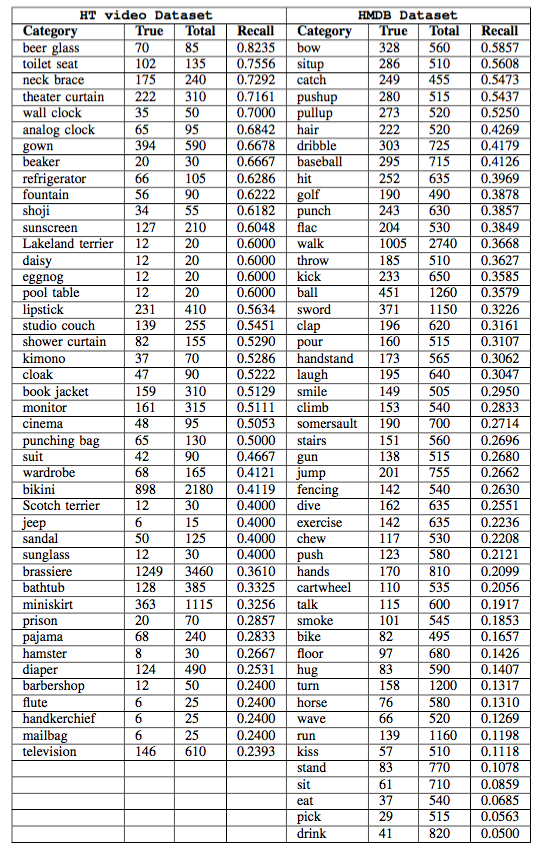 HT video Dataset HMDB Dataset
Category True Total Recall Category True Total Recall
beer glass 70 85 0.8235 bow 328 560 0.5857
toilet seat 102 135 0.7556 situp 286 510 0.5608
neck brace 175 240 0.7292 catch 249 455 0.5473
theater curtain 222 310 0.7161 pushup 280 515 0.5437
wall clock 35 50 0.7000 pullup 273 520 0.5250
analog clock 65 95 0.6842 hair 222 520 0.4269
gown 394 590 0.6678 dribble 303 725 0.4179
beaker 20 30 0.6667 baseball 295 715 0.4126
refrigerator 66 105 0.6286 hit 252 635 0.3969
fountain 56 90 0.6222 golf 190 490 0.3878
shoji 34 55 0.6182 punch 243 630 0.3857
sunscreen 127 210 0.6048 flac 204 530 0.3849
Lakeland terrier 12 20 0.6000 walk 1005 2740 0.3668
daisy 12 20 0.6000 throw 185 510 0.3627
eggnog 12 20 0.6000 kick 233 650 0.3585
pool table 12 20 0.6000 ball 451 1260 0.3579
lipstick 231 410 0.5634 sword 371 1150 0.3226
studio couch 139 255 0.5451 clap 196 620 0.3161
shower curtain 82 155 0.5290 pour 160 515 0.3107
kimono 37 70 0.5286 handstand 173 565 0.3062
cloak 47 90 0.5222 laugh 195 640 0.3047
book jacket 159 310 0.5129 smile 149 505 0.2950
monitor 161 315 0.5111 climb 153 540 0.2833
cinema 48 95 0.5053 somersault 190 700 0.2714
punching bag 65 130 0.5000 stairs 151 560 0.2696
suit 42 90 0.4667 gun 138 515 0.2680
wardrobe 68 165 0.4121 jump 201 755 0.2662
bikini 898 2180 0.4119 fencing 142 540 0.2630
Scotch terrier 12 30 0.4000 dive 162 635 0.2551
jeep 6 15 0.4000 exercise 142 635 0.2236
sandal 50 125 0.4000 chew 117 530 0.2208
sunglass 12 30 0.4000 push 123 580 0.2121
brassiere 1249 3460 0.3610 hands 170 810 0.2099
bathtub 128 385 0.3325 cartwheel 110 535 0.2056
miniskirt 363 1115 0.3256 talk 115 600 0.1917
prison 20 70 0.2857 smoke 101 545 0.1853
pajama 68 240 0.2833 bike 82 495 0.1657
hamster 8 30 0.2667 floor 97 680 0.1426
diaper 124 490 0.2531 hug 83 590 0.1407
barbershop 12 50 0.2400 turn 158 1200 0.1317
flute 6 25 0.2400 horse 76 580 0.1310
handkerchief 6 25 0.2400 wave 66 520 0.1269
mailbag 6 25 0.2400 run 139 1160 0.1198
television 146 610 0.2393 kiss 57 510 0.1118
stand 83 770 0.1078
sit 61 710 0.0859
eat 37 540 0.0685
pick 29 515 0.0563
drink 41 820 0.0500